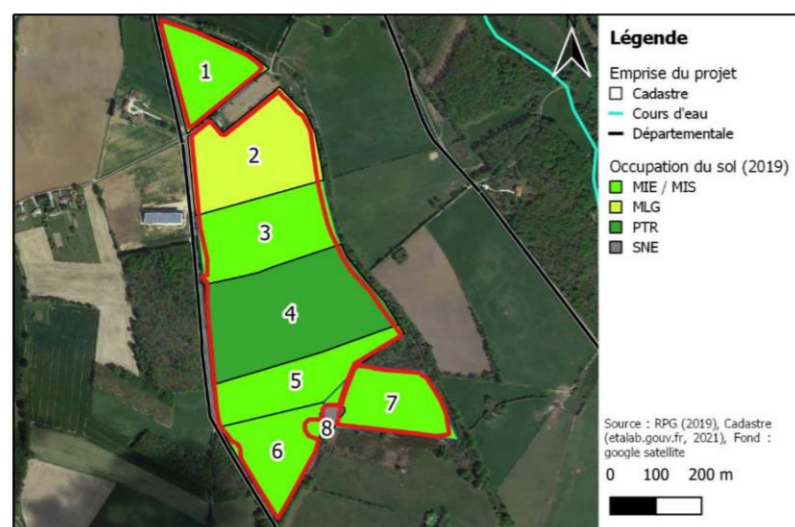 1
2
3
4
5
6
7
8
Légende
Emprise du projet
Cadastre
Cours d'eau
Départementale
Occupation du sol (2019)
MIE / MIS
MLG
PTR
SNE
Source : RPG (2019), Cadastre
(etalab.gouv.fr, 2021), Fond :
google satellite
0 100 200 m